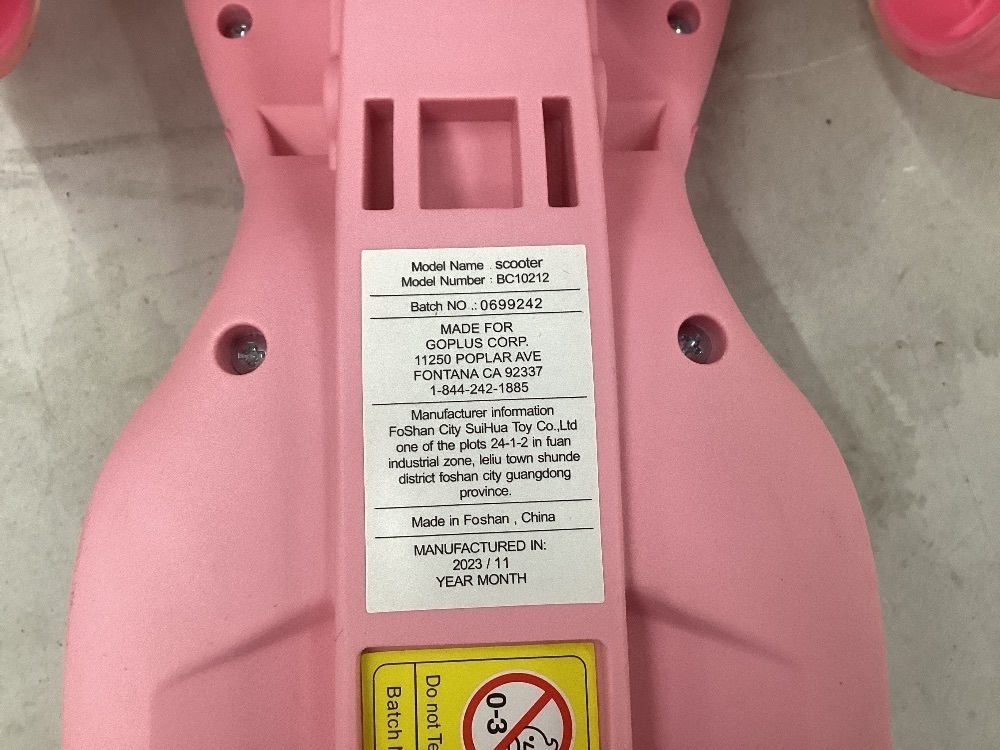 Model Name : scooter
Model Number : BC10212
Batch NO .: 0699242
MADE FOR
GOPLUS CORP.
11250 POPLAR AVE
FONTANA CA 92337
1-844-242-1885
Manufacturer information
FoShan City SuiHua Toy Co.,Ltd
one of the plots 24-1-2 in fuan
industrial zone, leliu town shunde
district foshan city guangdong
province.
Made in Foshan , China
MANUFACTURED IN:
2023 / 11
YEAR MONTH
0-3
Do not
Batch